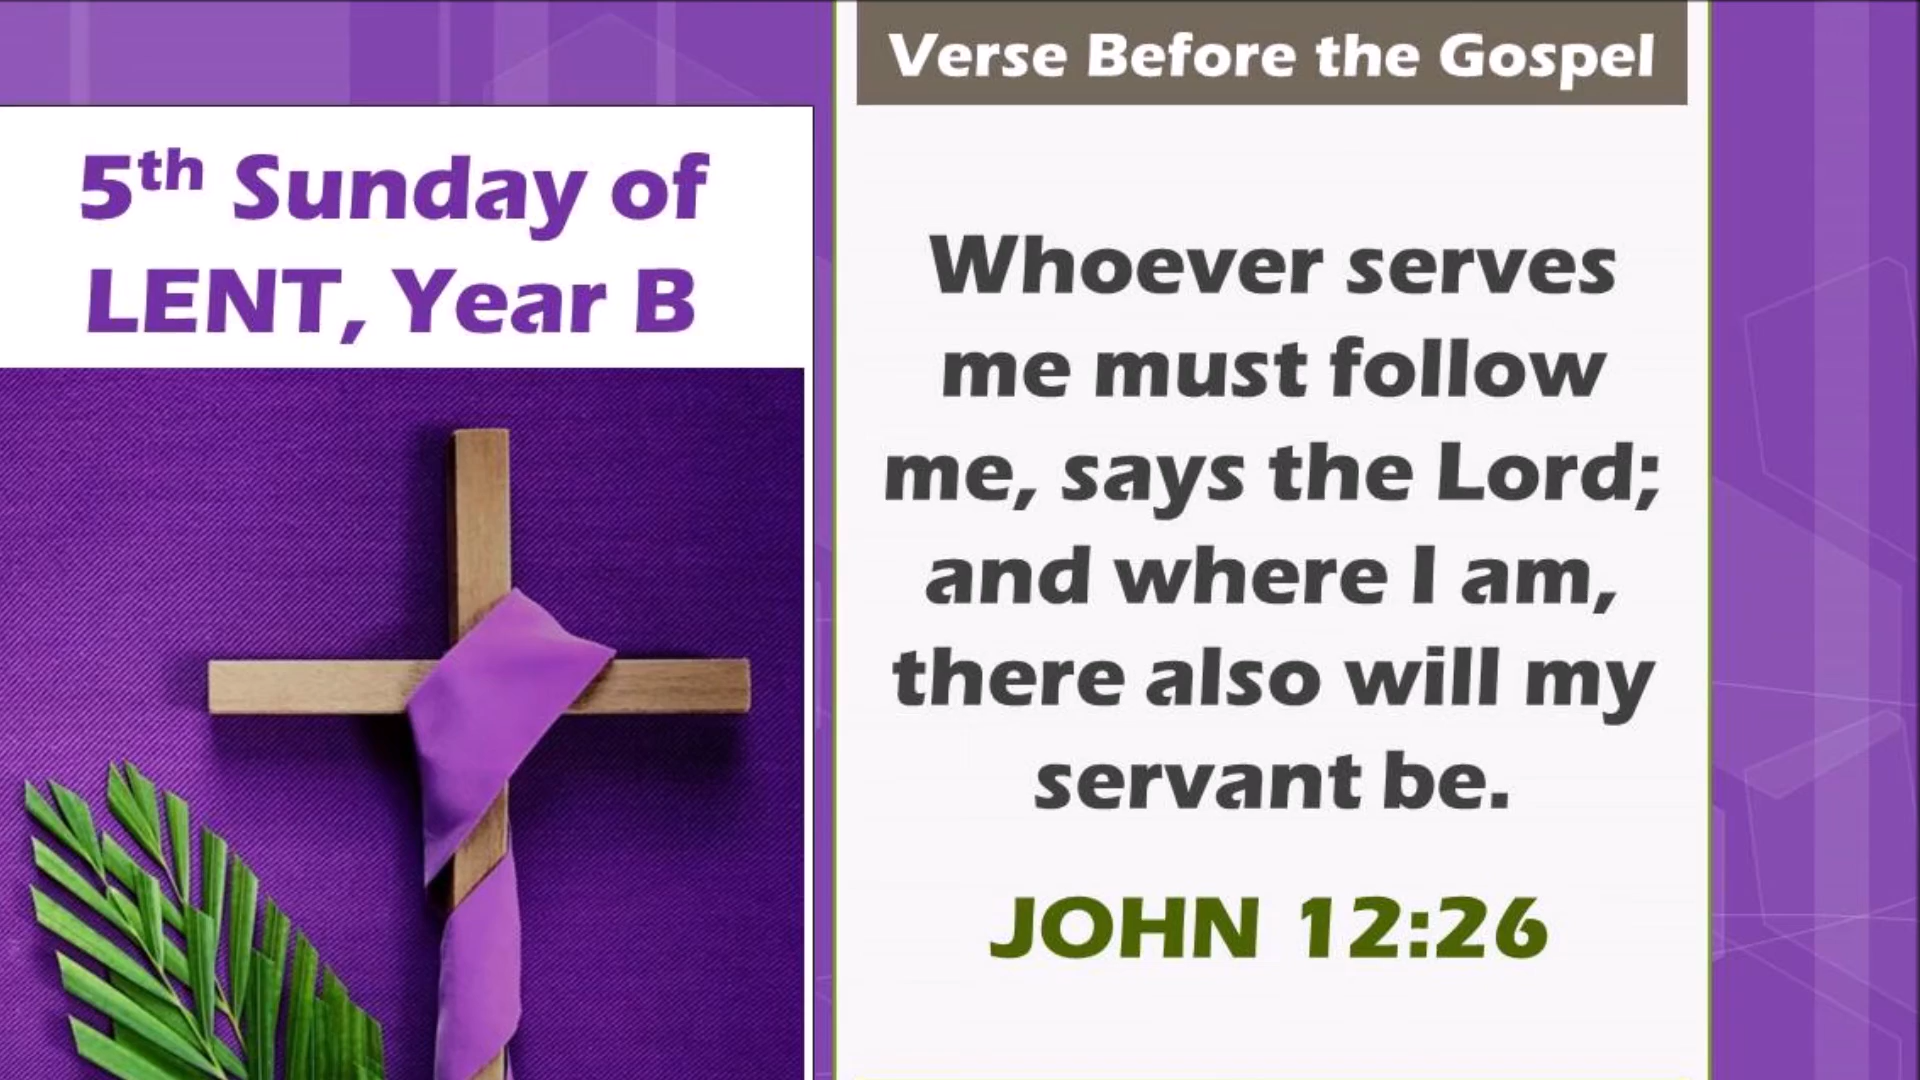 5th Sunday of
LENT, Year B
Verse Before the Gospel
Whoever serves
me must follow
me, says the Lord;
and where I am,
there also will my
servant be.
JOHN 12:26